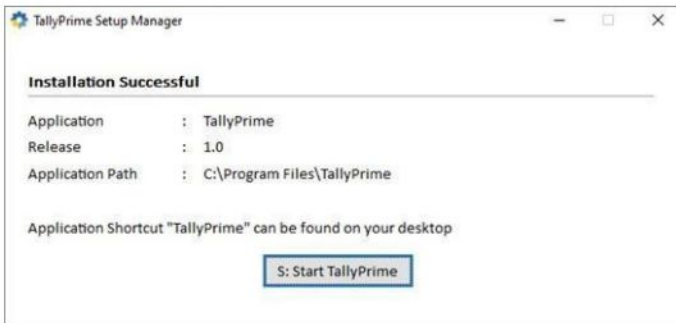 TallyPrime Setup Manager
Installation Successful
Application : TallyPrime
Release : 1.0
Application Path : C:\Program Files\TallyPrime
Application Shortcut "TallyPrime" can be found on your desktop
S: Start TallyPrime